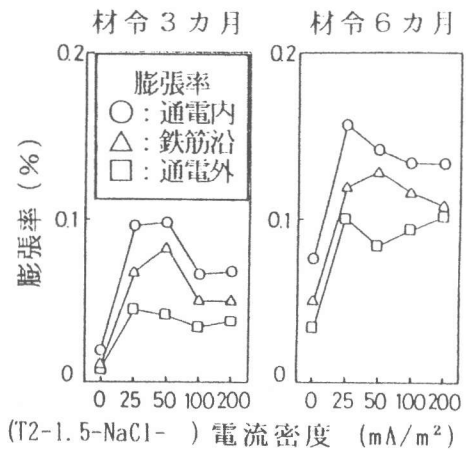 材令3カ月 材令6カ月
0.2 0.2
膨張率
○：通電内
△：鉄筋沿
□：通電外
膨張率 (%)
0.1 0.1
0 0
0 25 50 100 200 0 25 50 100 200
(T2-1.5-NaCl- ) 電流密度 (mA/m²)